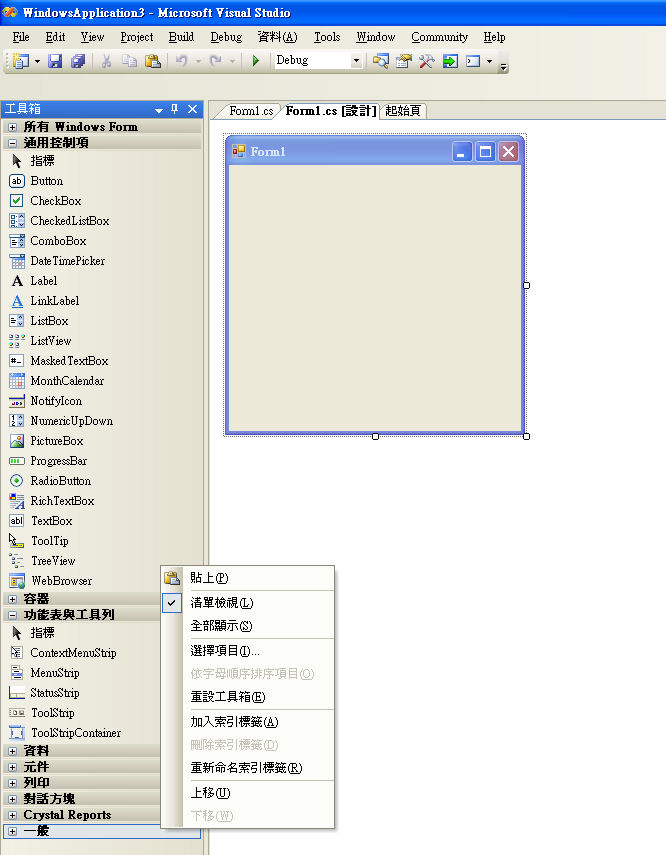 WindowsApplication3 - Microsoft Visual Studio
File Edit View Project Build Debug 資料(A) Tools Window Community Help
Debug
工具箱
Form1.cs Form1.cs [設計] 起始頁
所有 Windows Form
通用控制項
Form1
指標
Button
CheckBox
CheckedListBox
ComboBox
DateTimePicker
Label
LinkLabel
ListBox
ListView
MaskedTextBox
MonthCalendar
NotifyIcon
NumericUpDown
PictureBox
ProgressBar
RadioButton
RichTextBox
TextBox
ToolTip
TreeView
WebBrowser
容器
功能表與工具列
指標
ContextMenuStrip
MenuStrip
StatusStrip
ToolStrip
ToolStripContainer
資料
元件
列印
對話方塊
Crystal Reports
一般
貼上(P)
清單檢視(L)
全部顯示(S)
選擇項目(I)...
依字母順序排序項目(O)
重設工具箱(E)
加入索引標籤(A)
刪除索引標籤(D)
重新命名索引標籤(R)
上移(U)
下移(W)